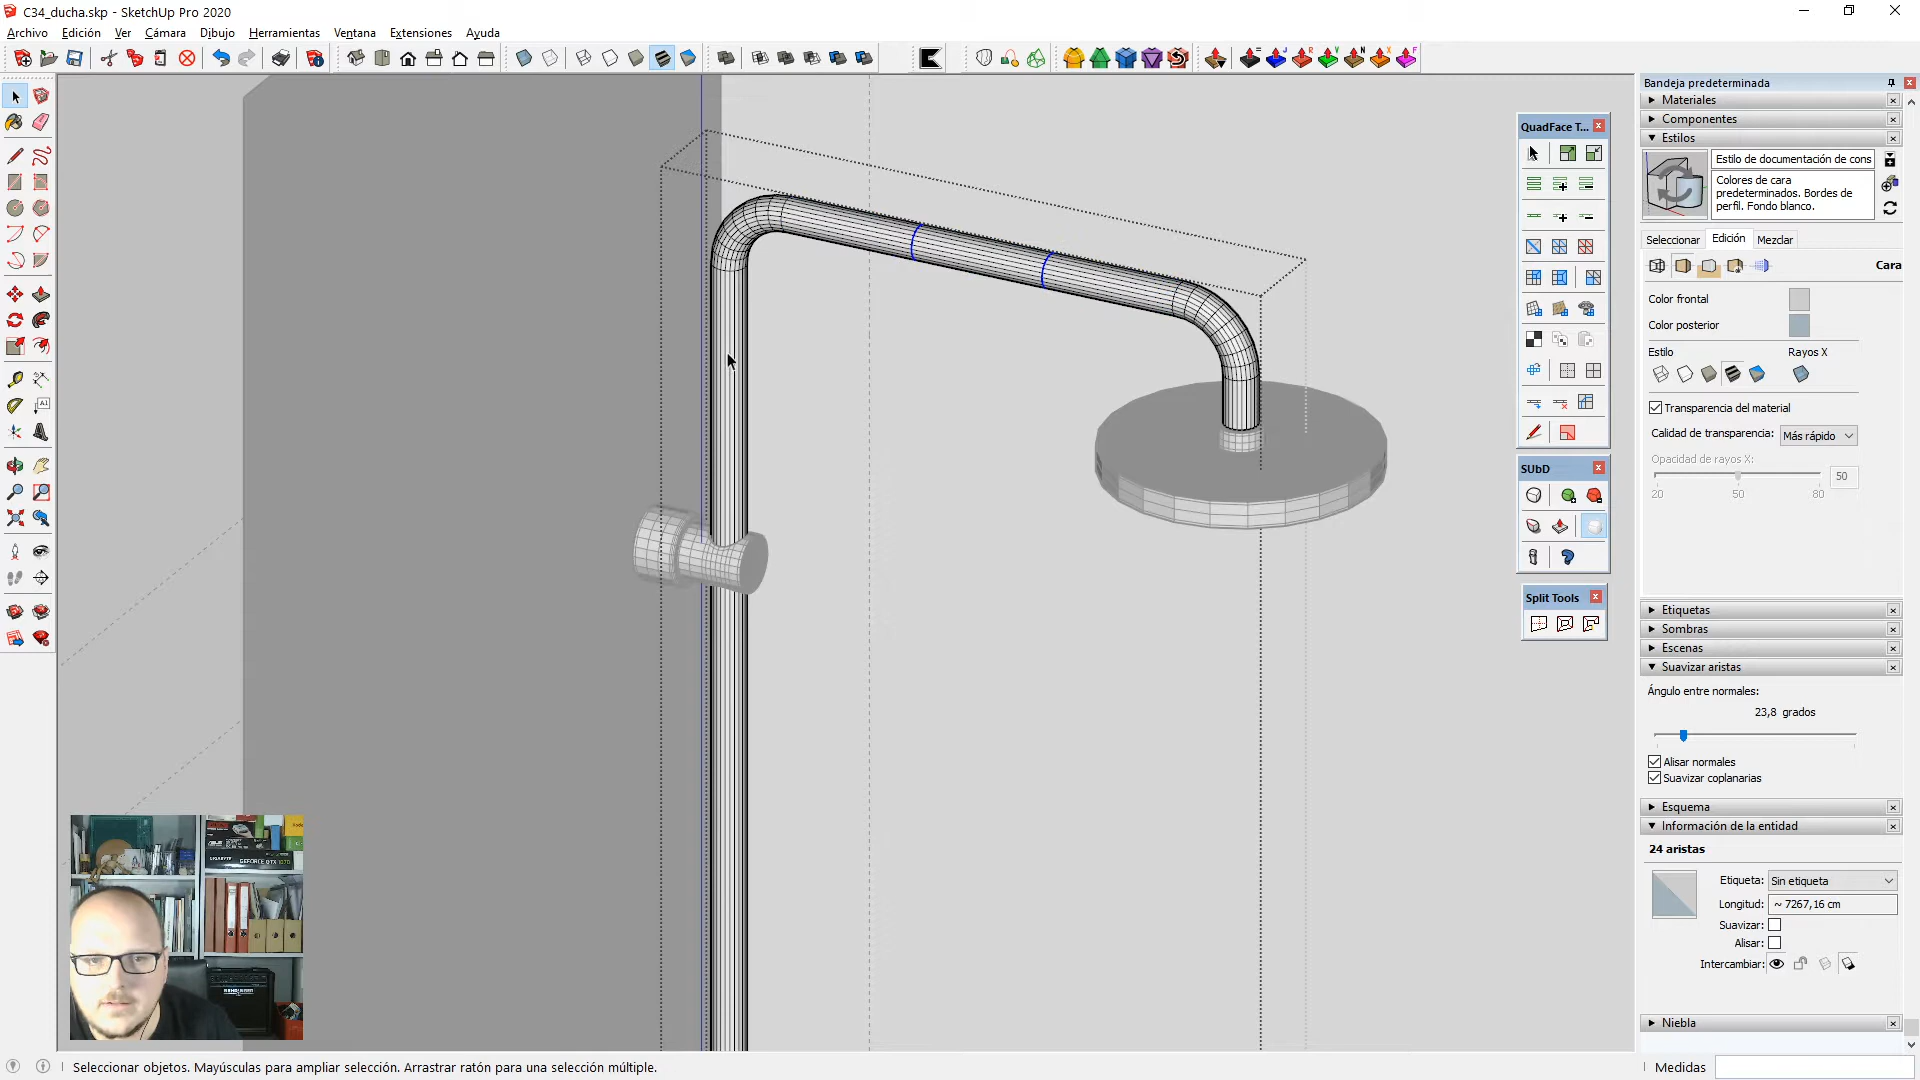 C34_ducha.skp - SketchUp Pro 2020
Archivo Edición Ver Cámara Dibujo Herramientas Ventana Extensiones Ayuda
Bandeja predeterminada
Materiales
Componentes
Estilos
Estilo de documentación de cons
Colores de cara
predeterminados. Bordes de
perfil. Fondo blanco.
Seleccionar Edición Mezclar
Cara
Color frontal
Color posterior
Estilo Rayos X
Transparencia del material
Calidad de transparencia: Más rápido
Opacidad de rayos X:
50
20 50 80
Etiquetas
Sombras
Escenas
Suavizar aristas
Ángulo entre normales:
23,8 grados
Alisar normales
Suavizar coplanarias
Esquema
Información de la entidad
24 aristas
Etiqueta: Sin etiqueta
Longitud: ~ 7267,16 cm
Suavizar:
Alisar:
Intercambiar:
Niebla
QuadFace T...
SUbD
Split Tools
A1
GIGABYTE
GEFORCE GTX 1070
Seleccionar objetos. Mayúsculas para ampliar selección. Arrastrar ratón para una selección múltiple.
Medidas